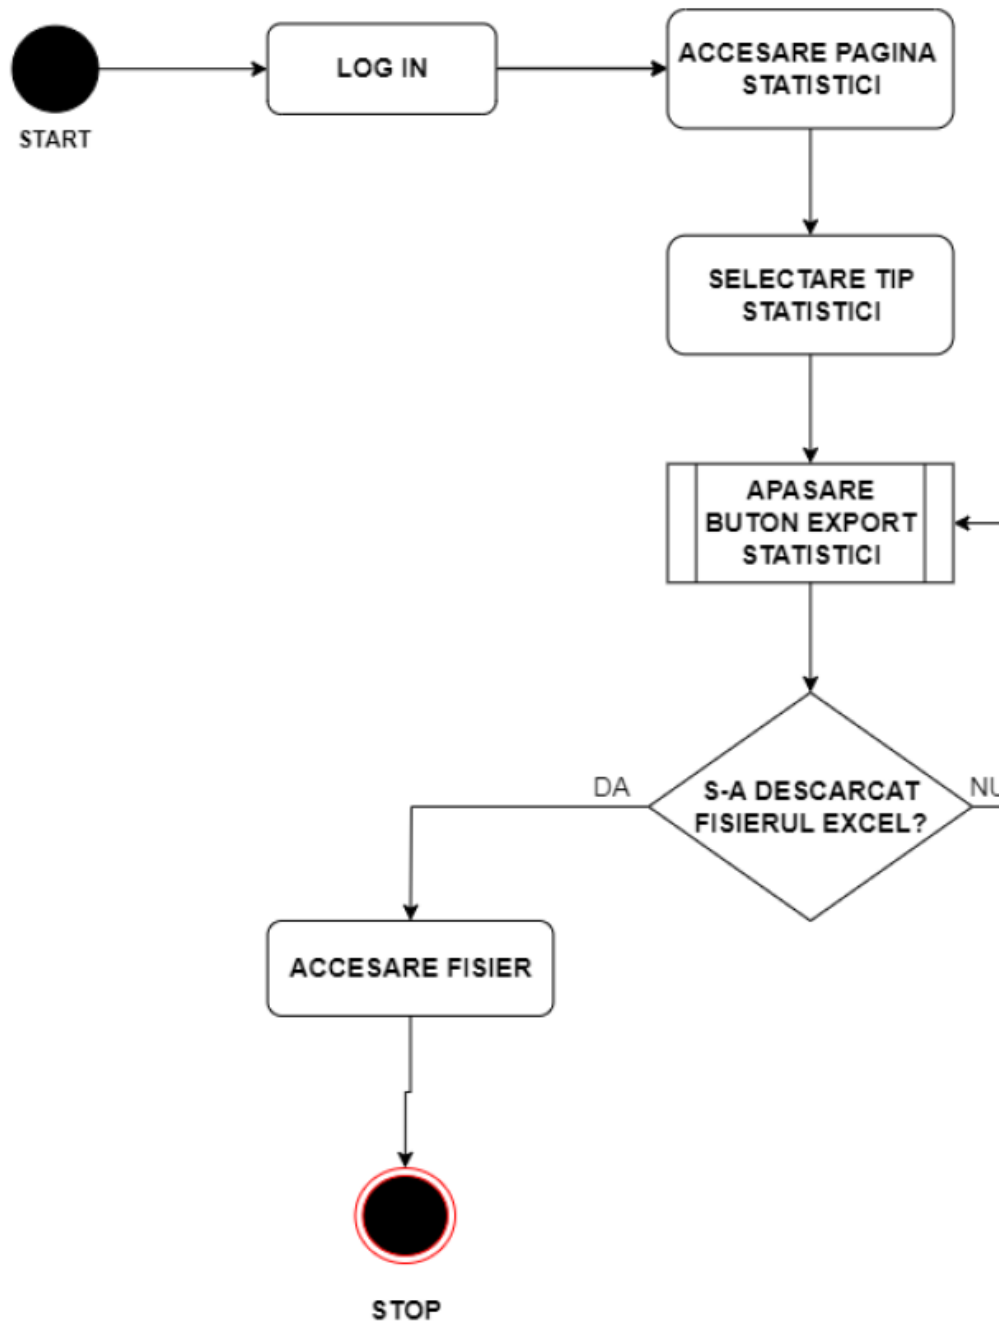 START
LOG IN
ACCESARE PAGINA
STATISTICI
SELECTARE TIP
STATISTICI
APASARE
BUTON EXPORT
STATISTICI
S-A DESCARCAT
FISIERUL EXCEL?
DA
NU
ACCESARE FISIER
STOP